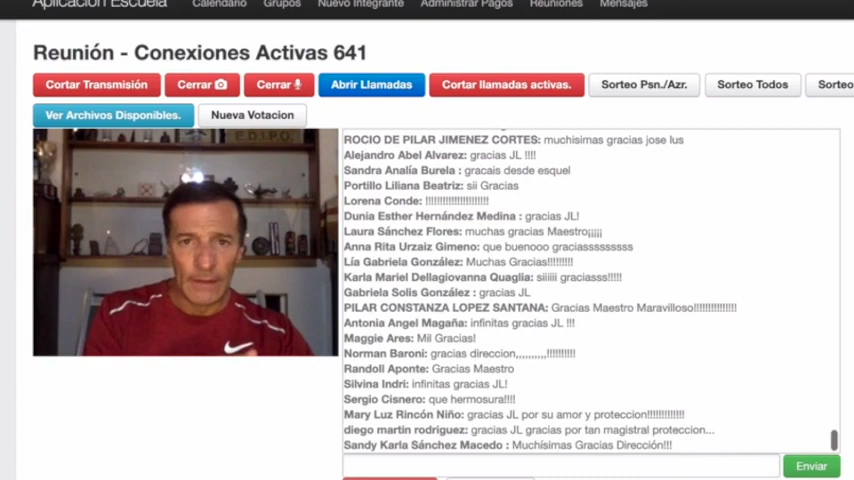 Aplicación Escuela Calendario Grupos Nuevo Integrante Administrar Pagos Reuniones Mensajes
Reunión - Conexiones Activas 641
Cortar Transmisión Cerrar Cerrar Abrir Llamadas Cortar llamadas activas. Sorteo Psn./Azr. Sorteo Todos Sorteo
Ver Archivos Disponibles. Nueva Votacion
E.D.I.P.O.
ROCIO DE PILAR JIMENEZ CORTES: muchisimas gracias jose lus
Alejandro Abel Alvarez: gracias JL !!!!
Sandra Analía Burela : gracais desde esquel
Portillo Liliana Beatriz: sii Gracias
Lorena Conde: !!!!!!!!!!!!!!!!!!!!!!!
Dunia Esther Hernández Medina : gracias JL!
Laura Sánchez Flores: muchas gracias Maestro¡¡¡¡¡
Anna Rita Urzaiz Gimeno: que buenooo graciasssssssss
Lía Gabriela González: Muchas Gracias!!!!!!!!!
Karla Mariel Dellagiovanna Quaglia: siiiiii graciasss!!!!!
Gabriela Solis González : gracias JL
PILAR CONSTANZA LOPEZ SANTANA: Gracias Maestro Maravilloso!!!!!!!!!!!!!!!
Antonia Angel Magaña: infinitas gracias JL !!!
Maggie Ares: Mil Gracias!
Norman Baroni: gracias direccion,,,,,,,,,,!!!!!!!!!!
Randoll Aponte: Gracias Maestro
Silvina Indri: infinitas gracias JL!
Sergio Cisnero: que hermosura!!!!
Mary Luz Rincón Niño: gracias JL por su amor y proteccion!!!!!!!!!!!!!
diego martin rodriguez: gracias JL gracias por tan magistral proteccion...
Sandy Karla Sánchez Macedo : Muchísimas Gracias Dirección!!!
Enviar